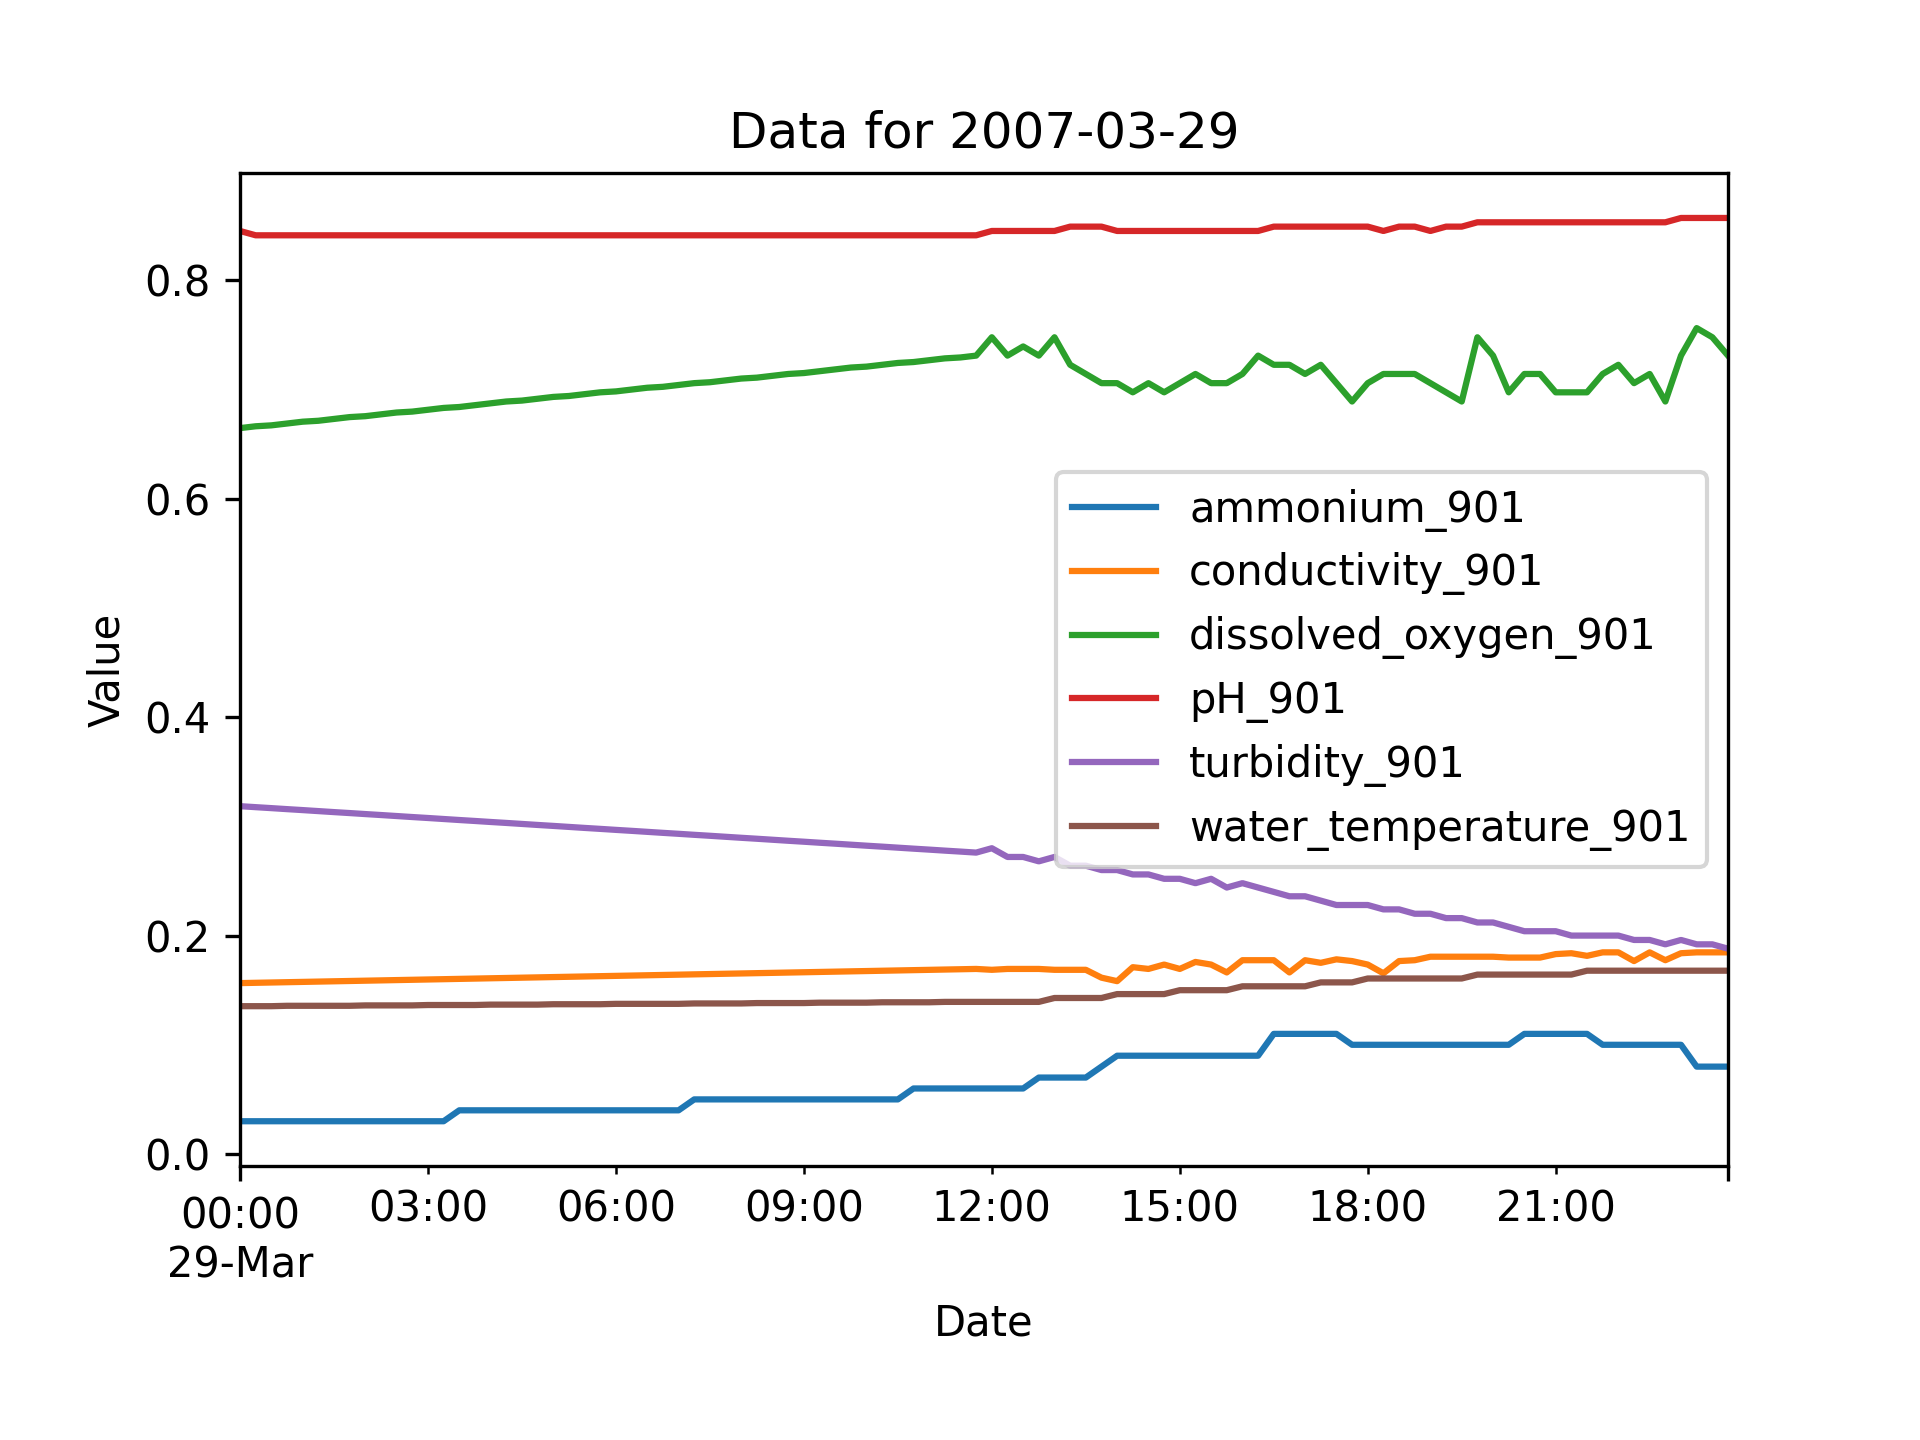 Data for 2007-03-29
Value
0.8
0.6
0.4
0.2
0.0
ammonium_901
conductivity_901
dissolved_oxygen_901
pH_901
turbidity_901
water_temperature_901
00:00 03:00 06:00 09:00 12:00 15:00 18:00 21:00
29-Mar
Date